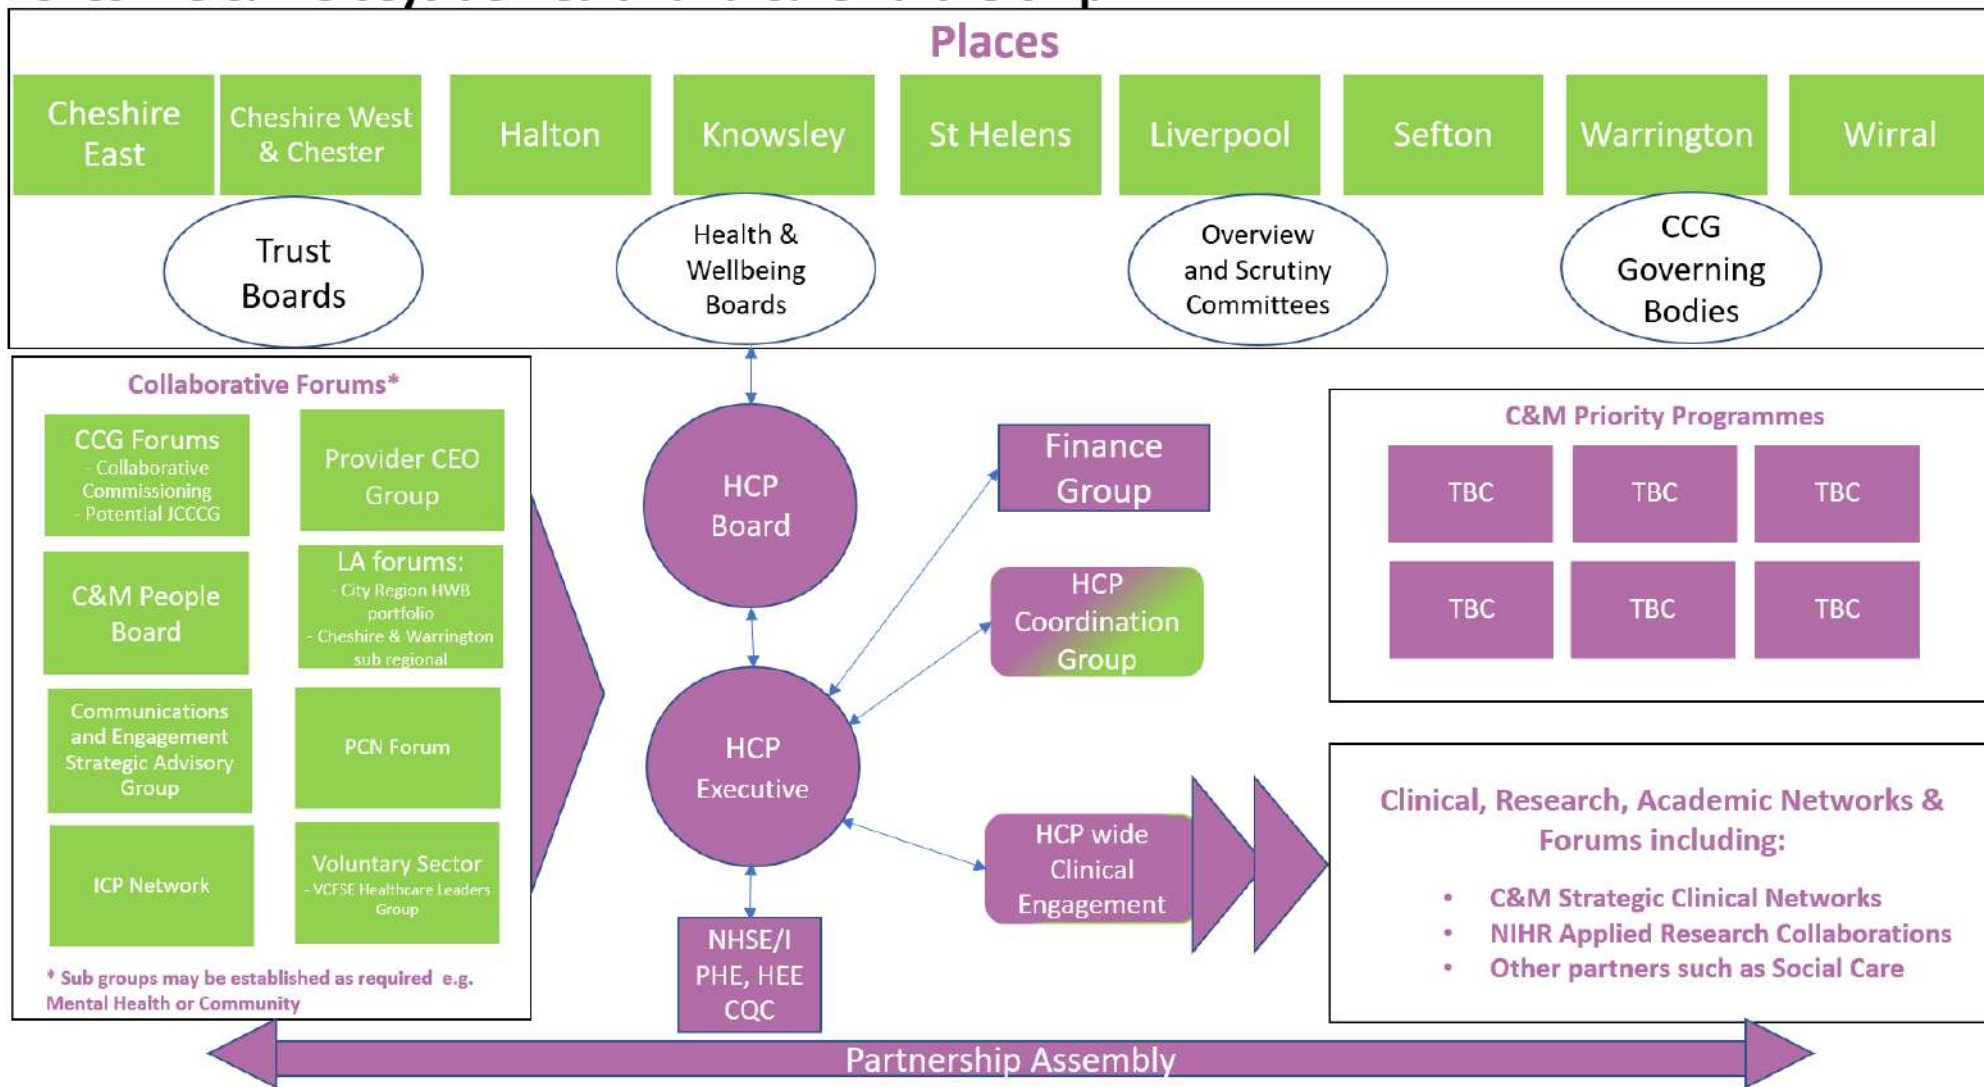 Places
Cheshire
East
Cheshire West
& Chester
Halton
Knowsley
St Helens
Liverpool
Sefton
Warrington
Wirral
Trust
Boards
Health &
Wellbeing
Boards
Overview
and Scrutiny
Committees
CCG
Governing
Bodies
Collaborative Forums*
CCG Forums
- Collaborative
Commissioning
- Potential JCCCG
Provider CEO
Group
C&M People
Board
LA forums:
- City Region HWB
portfolio
- Cheshire & Warrington
sub regional
Communications
and Engagement
Strategic Advisory
Group
PCN Forum
ICP Network
Voluntary Sector
- VCFSE Healthcare Leaders
Group
* Sub groups may be established as required e.g.
Mental Health or Community
HCP
Board
HCP
Executive
NHSE/I
PHE, HEE
CQC
Finance
Group
HCP
Coordination
Group
HCP wide
Clinical
Engagement
C&M Priority Programmes
TBC
TBC
TBC
TBC
TBC
TBC
Clinical, Research, Academic Networks &
Forums including:
• C&M Strategic Clinical Networks
• NIHR Applied Research Collaborations
• Other partners such as Social Care
Partnership Assembly